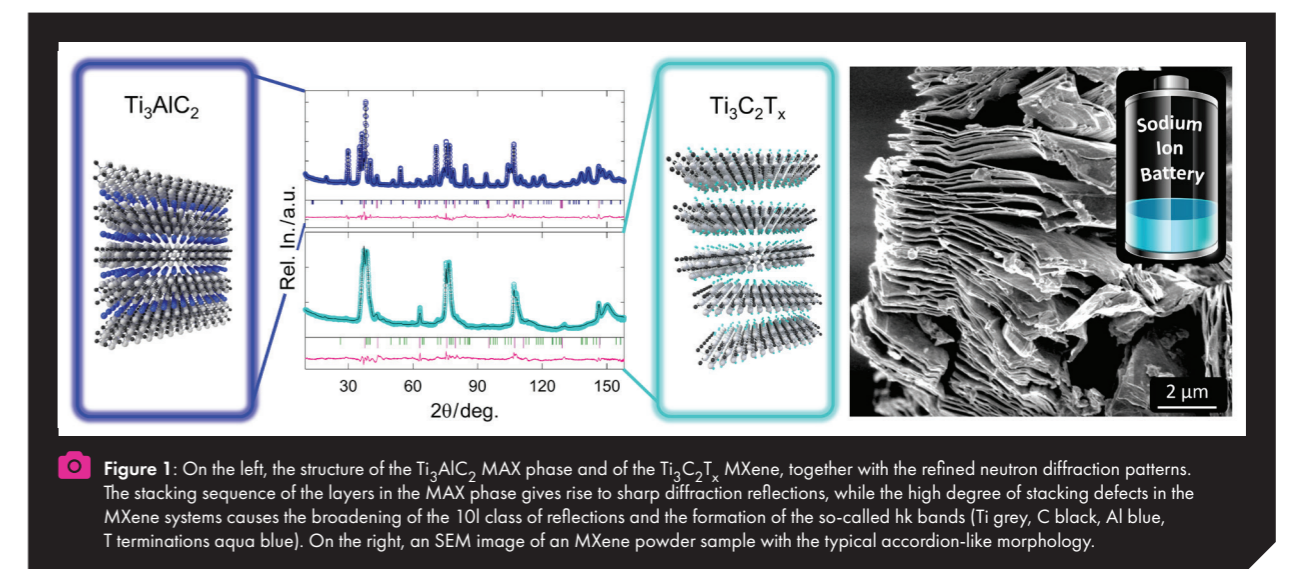 Ti3AlC2
Rel. In./a.u.
30 60 90 120 150
2θ/deg.
Ti3C2Tx
Sodium
Ion
Battery
2 μm
Figure 1: On the left, the structure of the Ti3AlC2 MAX phase and of the Ti3C2Tx MXene, together with the refined neutron diffraction patterns.
The stacking sequence of the layers in the MAX phase gives rise to sharp diffraction reflections, while the high degree of stacking defects in the
MXene systems causes the broadening of the 10l class of reflections and the formation of the so-called hk bands (Ti grey, C black, Al blue,
T terminations aqua blue). On the right, an SEM image of an MXene powder sample with the typical accordion-like morphology.